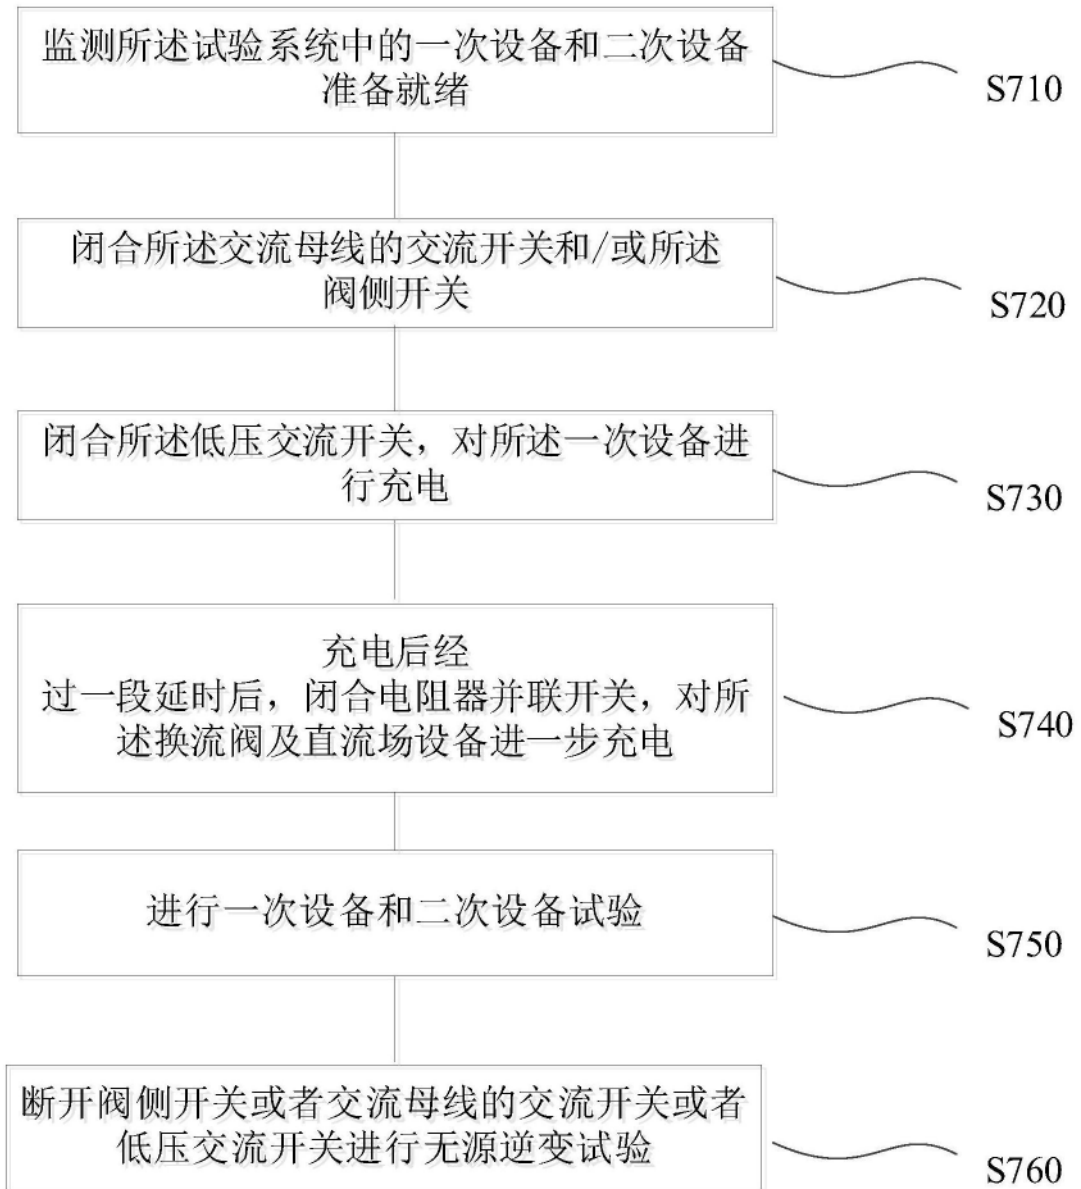 监测所述试验系统中的一次设备和二次设备
准备就绪
S710
闭合所述交流母线的交流开关和/或所述
阀侧开关
S720
闭合所述低压交流开关，对所述一次设备进
行充电
S730
充电后经
过一段延时后，闭合电阻器并联开关，对所
述换流阀及直流场设备进一步充电
S740
进行一次设备和二次设备试验
S750
断开阀侧开关或者交流母线的交流开关或者
低压交流开关进行无源逆变试验
S760